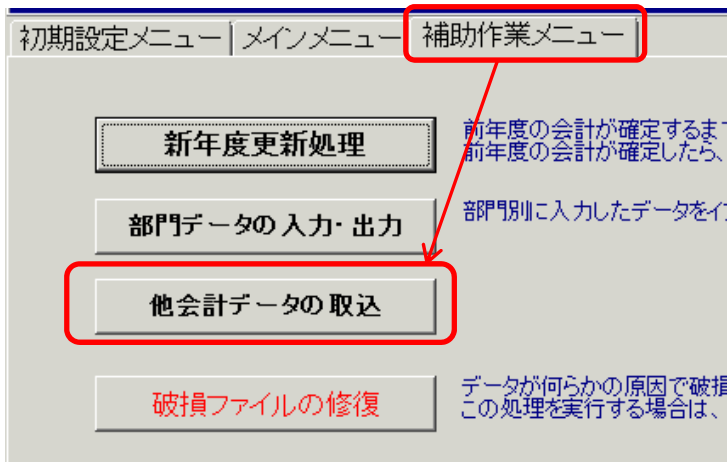 初期設定メニュー メインメニュー 補助作業メニュー
新年度更新処理
前年度の会計が確定するまで
前年度の会計が確定したら、
部門データの入力・出力
部門別に入力したデータをイ
他会計データの取込
破損ファイルの修復
データが何らかの原因で破損
この処理を実行する場合は、